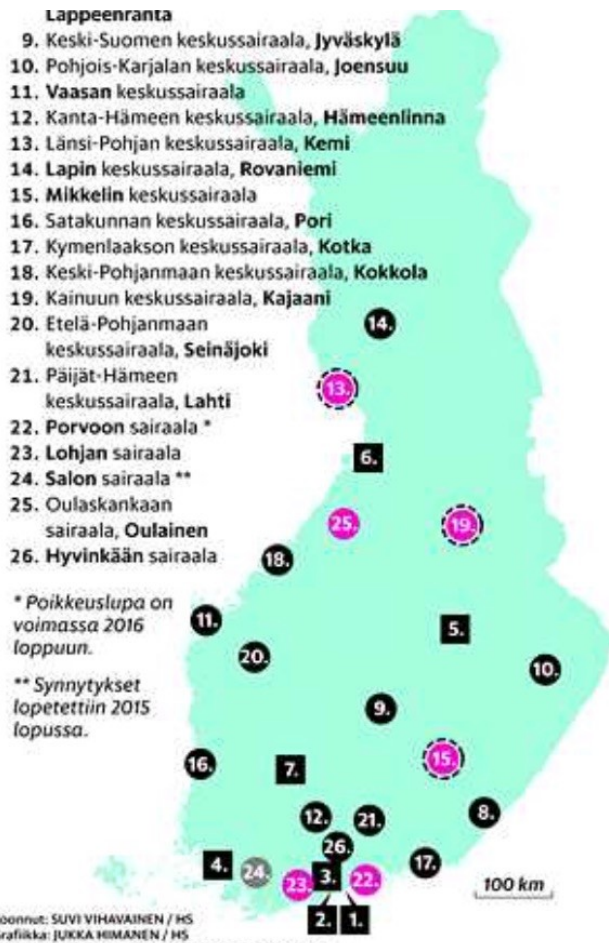 Lappeenranta
9. Keski-Suomen keskussairaala, Jyväskylä
10. Pohjois-Karjalan keskussairaala, Joensuu
11. Vaasan keskussairaala
12. Kanta-Hämeen keskussairaala, Hämeenlinna
13. Länsi-Pohjan keskussairaala, Kemi
14. Lapin keskussairaala, Rovaniemi
15. Mikkelin keskussairaala
16. Satakunnan keskussairaala, Pori
17. Kymenlaakson keskussairaala, Kotka
18. Keski-Pohjanmaan keskussairaala, Kokkola
19. Kainuun keskussairaala, Kajaani
20. Etelä-Pohjanmaan
keskussairaala, Seinäjoki
21. Päijät-Hämeen
keskussairaala, Lahti
22. Porvoon sairaala *
23. Lohjan sairaala
24. Salon sairaala **
25. Oulaskankaan
sairaala, Oulainen
26. Hyvinkään sairaala
* Poikkeuslupa on
voimassa 2016
loppuun.
** Synnytykset
lopetettiin 2015
lopussa.
14.
13.
6.
25. 19.
18.
11. 5.
20. 10.
9.
16. 7. 15.
12. 21. 8.
26.
4. 24. 23. 3. 22. 17.
100 km
2. 1.
oonnut: SUVI VIHAVAINEN / HS
rafiikka: JUKKA HIMANEN / HS